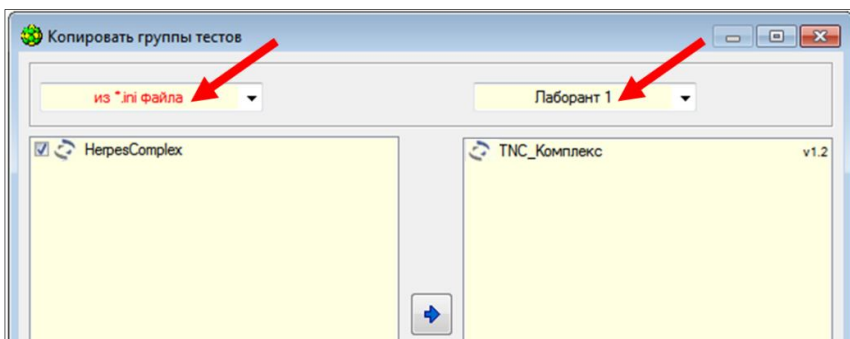 Копировать группы тестов
из *.ini файла
Лаборант 1
HerpesComplex
TNC_Комплекс v1.2